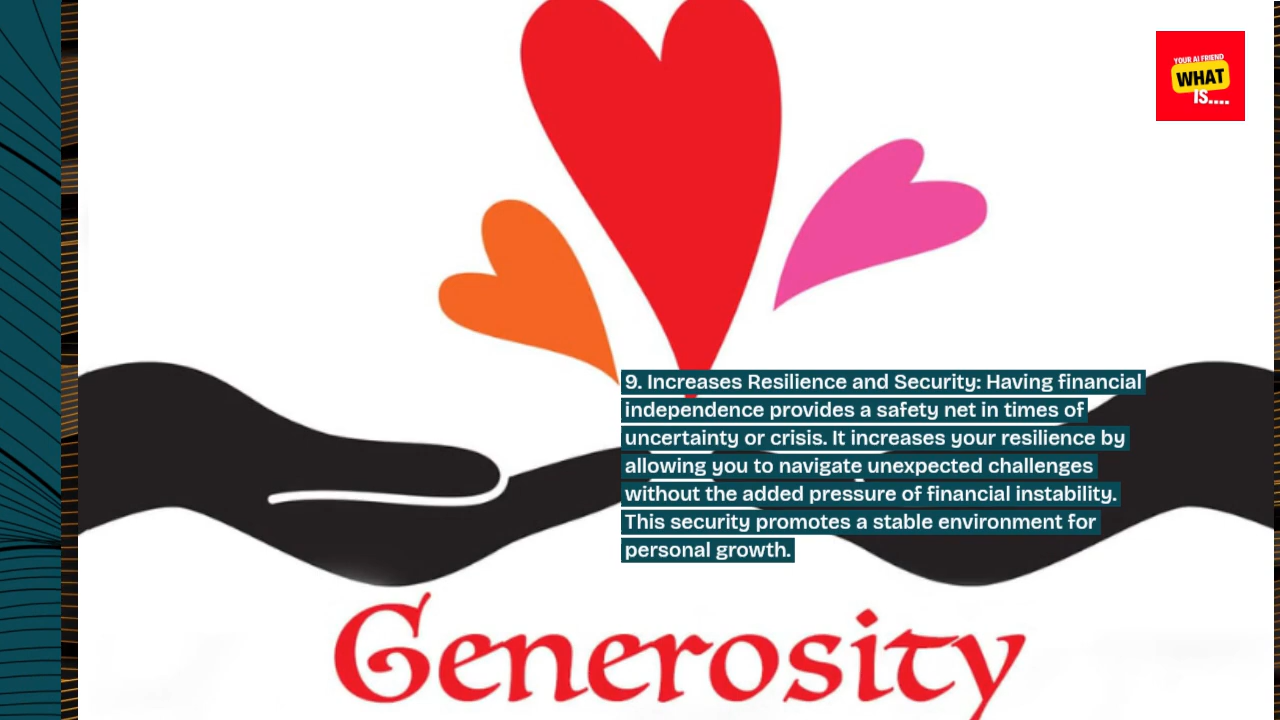 YOUR AI FRIEND
WHAT
IS....
9. Increases Resilience and Security: Having financial
independence provides a safety net in times of
uncertainty or crisis. It increases your resilience by
allowing you to navigate unexpected challenges
without the added pressure of financial instability.
This security promotes a stable environment for
personal growth.
Generosity